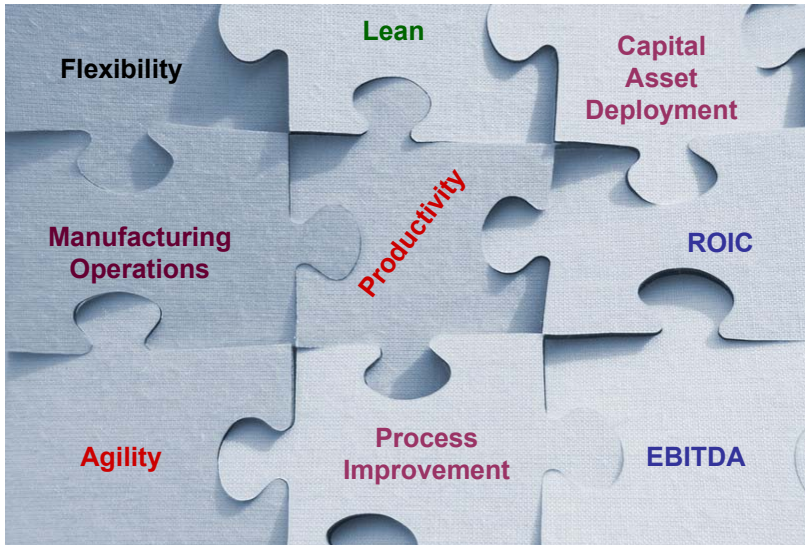 Lean
Flexibility
Capital
Asset
Deployment
Manufacturing
Operations
Productivity
ROIC
Agility
Process
Improvement
EBITDA